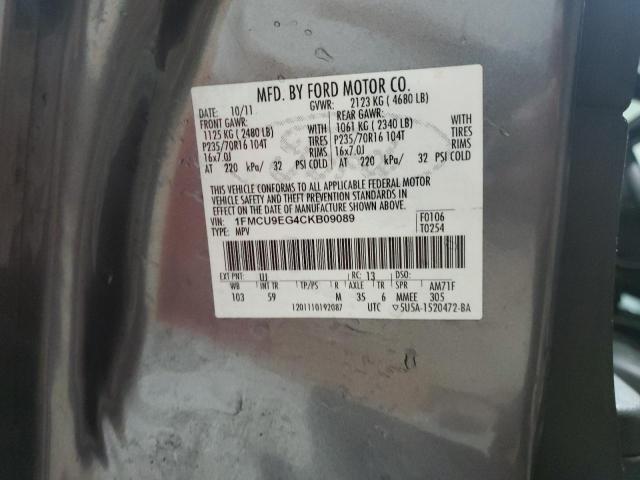 MFD. BY FORD MOTOR CO.
DATE: 10/11 GVWR: 2123 KG ( 4680 LB)
FRONT GAWR: REAR GAWR:
1125 KG ( 2480 LB) WITH 1061 KG ( 2340 LB) WITH
P235/70R16 104T TIRES P235/70R16 104T TIRES
16x7.0J RIMS 16x7.0J RIMS
AT 220 kPa/ 32 PSI COLD AT 220 kPa/ 32 PSI COLD
THIS VEHICLE CONFORMS TO ALL APPLICABLE FEDERAL MOTOR
VEHICLE SAFETY AND THEFT PREVENTION STANDARDS IN
EFFECT ON THE DATE OF MANUFACTURE SHOWN ABOVE.
VIN: 1FMCU9EG4CKB09089 F0106
TYPE: MPV T0254
EXT PNT: UJ RC: 13 DSO:
WB INT TR TP/PS R AXLE TR SPR AM71F
103 59 M 35 6 MMEE 305
1201110192087 UTC ▽5U5A-1520472-BA